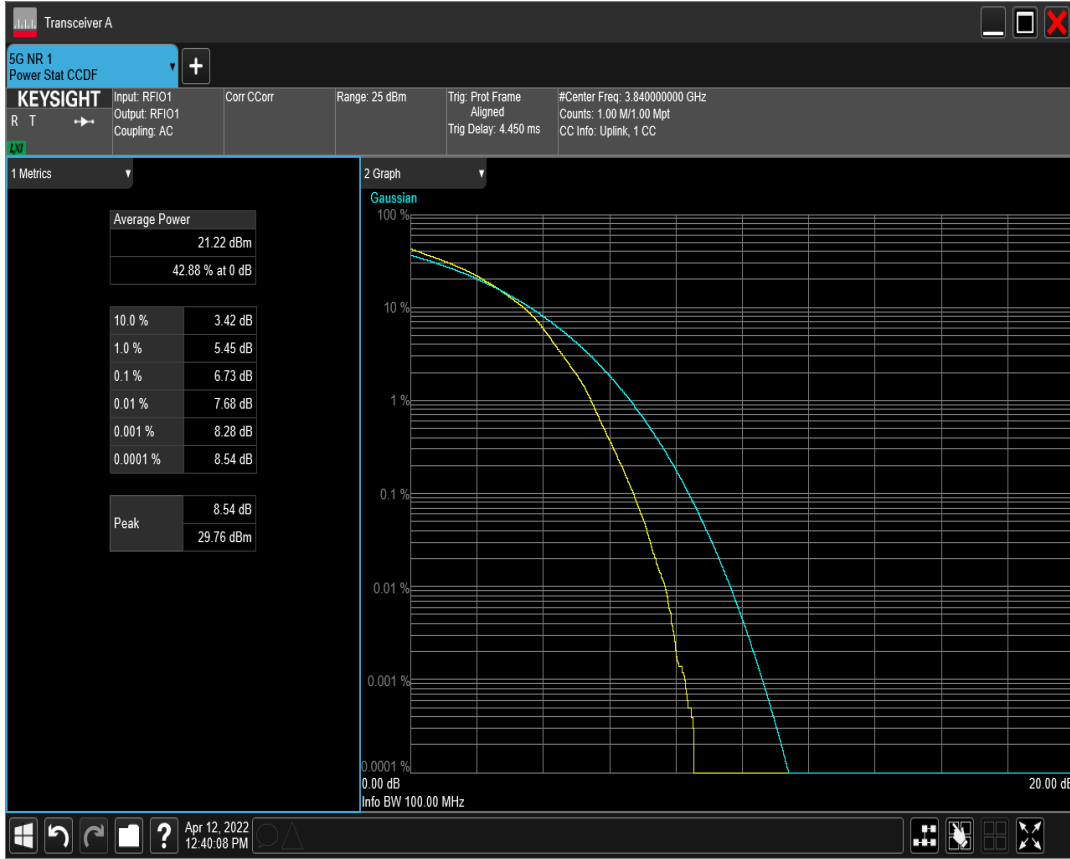 Transceiver A
5G NR 1
Power Stat CCDF
KEYSIGHT
R T
LXI
Input: RFIO1
Output: RFIO1
Coupling: AC
Corr CCorr
Range: 25 dBm
Trig: Prot Frame
Aligned
Trig Delay: 4.450 ms
#Center Freq: 3.840000000 GHz
Counts: 1.00 M/1.00 Mpt
CC Info: Uplink, 1 CC
1 Metrics
Average Power
21.22 dBm
42.88 % at 0 dB
10.0 % 3.42 dB
1.0 % 5.45 dB
0.1 % 6.73 dB
0.01 % 7.68 dB
0.001 % 8.28 dB
0.0001 % 8.54 dB
Peak
8.54 dB
29.76 dBm
2 Graph
Gaussian
100 %
10 %
1 %
0.1 %
0.01 %
0.001 %
0.0001 %
0.00 dB
20.00 dB
Info BW 100.00 MHz
?
Apr 12, 2022
12:40:08 PM